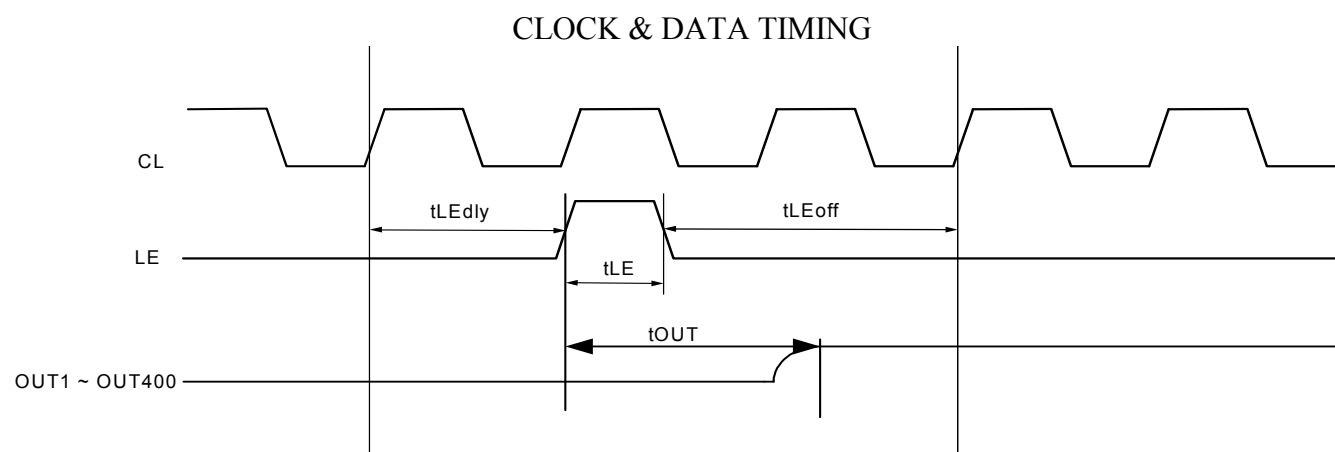 CLOCK & DATA TIMING
CL
tLEdly
tLEoff
LE
tLE
tOUT
OUT1 ~ OUT400